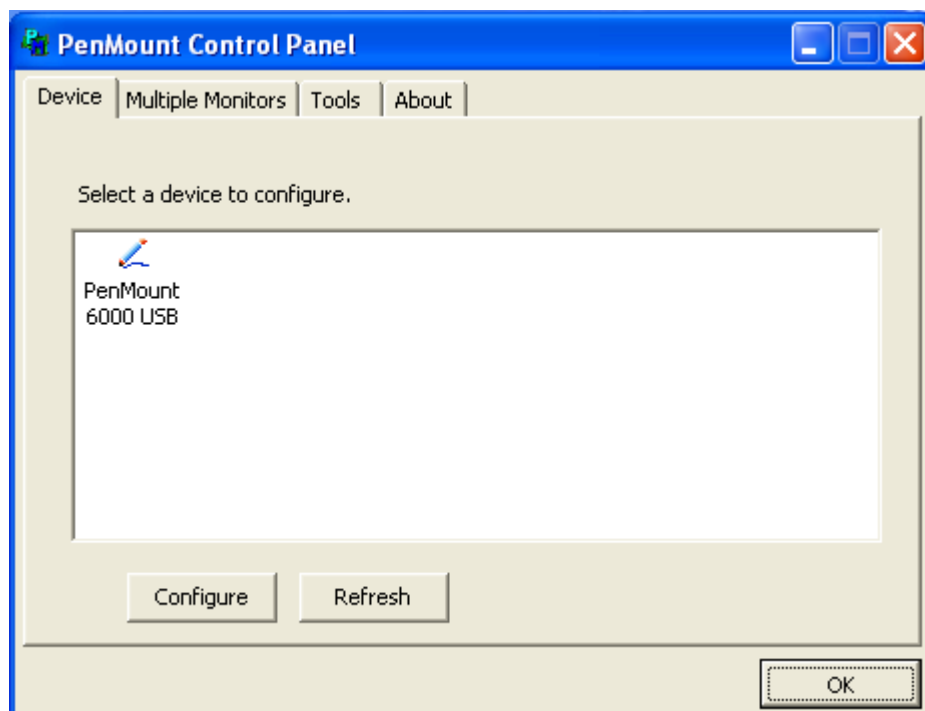 PenMount Control Panel
Device Multiple Monitors Tools About
Select a device to configure.
PenMount
6000 USB
Configure Refresh
OK